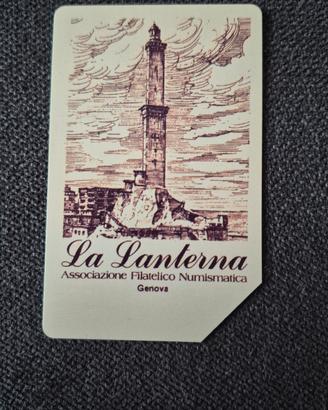 La Lanterna
Associazione Filatelico Numismatica
Genova